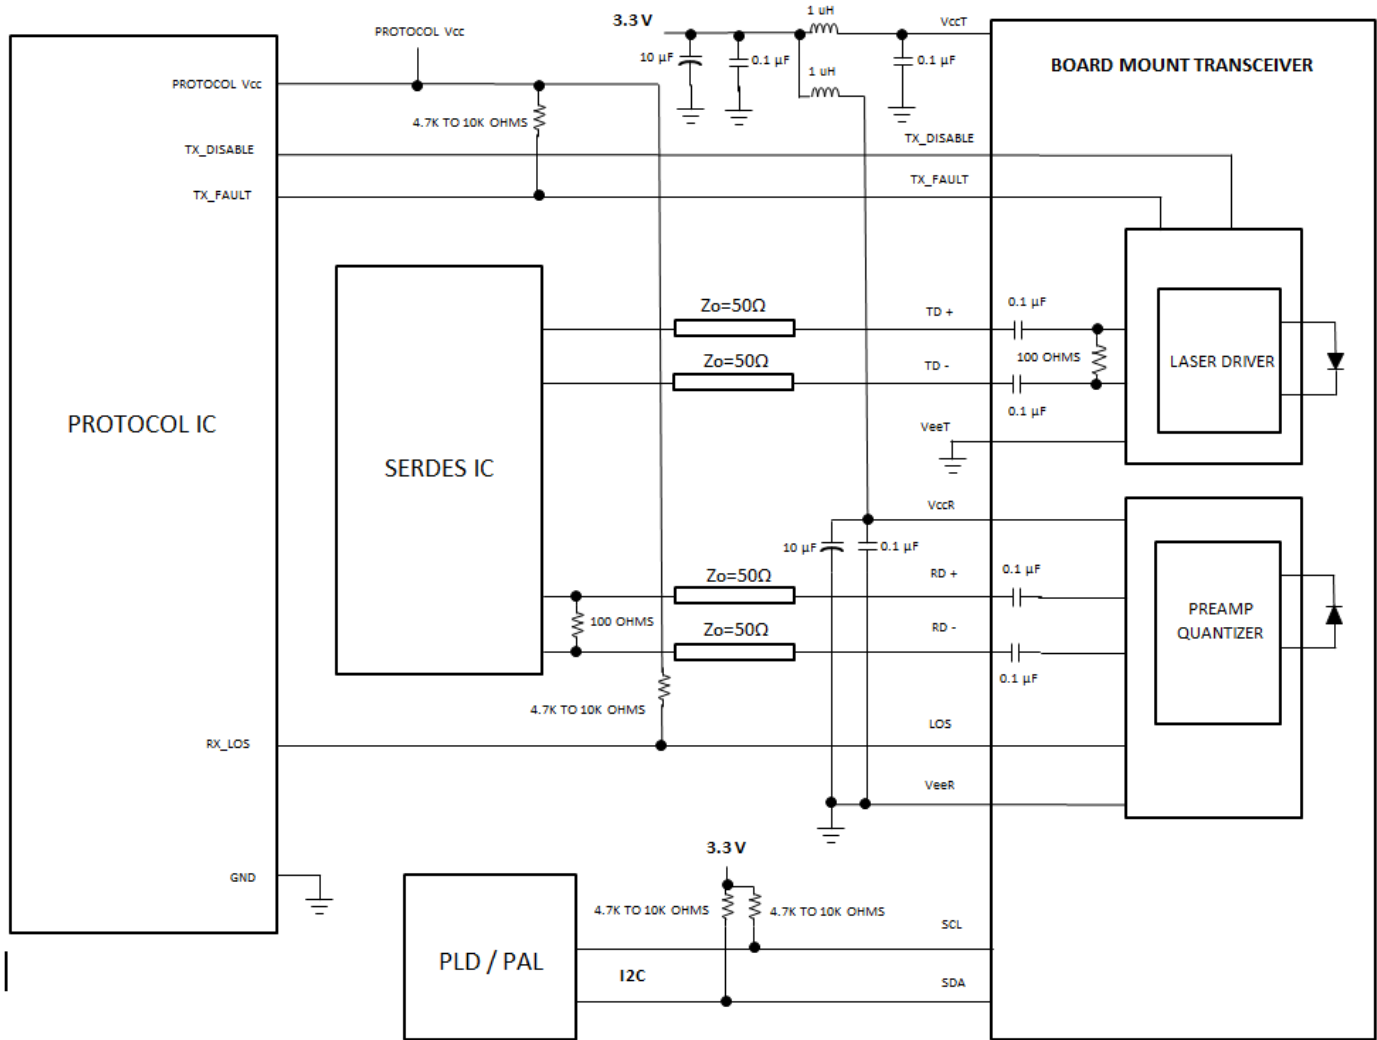 1 uH
3.3 V
VccT
PROTOCOL Vcc
10 µF
0.1 µF
0.1 µF
BOARD MOUNT TRANSCEIVER
1 uH
PROTOCOL Vcc
4.7K TO 10K OHMS
TX_DISABLE
TX_DISABLE
TX_FAULT
TX_FAULT
Zo=50Ω
TD +
0.1 µF
Zo=50Ω
TD -
100 OHMS
LASER DRIVER
0.1 µF
PROTOCOL IC
VeeT
SERDES IC
VccR
10 µF
0.1 µF
Zo=50Ω
RD +
0.1 µF
100 OHMS
Zo=50Ω
RD -
PREAMP
QUANTIZER
0.1 µF
4.7K TO 10K OHMS
RX_LOS
LOS
VeeR
3.3 V
GND
4.7K TO 10K OHMS
4.7K TO 10K OHMS
SCL
PLD / PAL
I2C
SDA